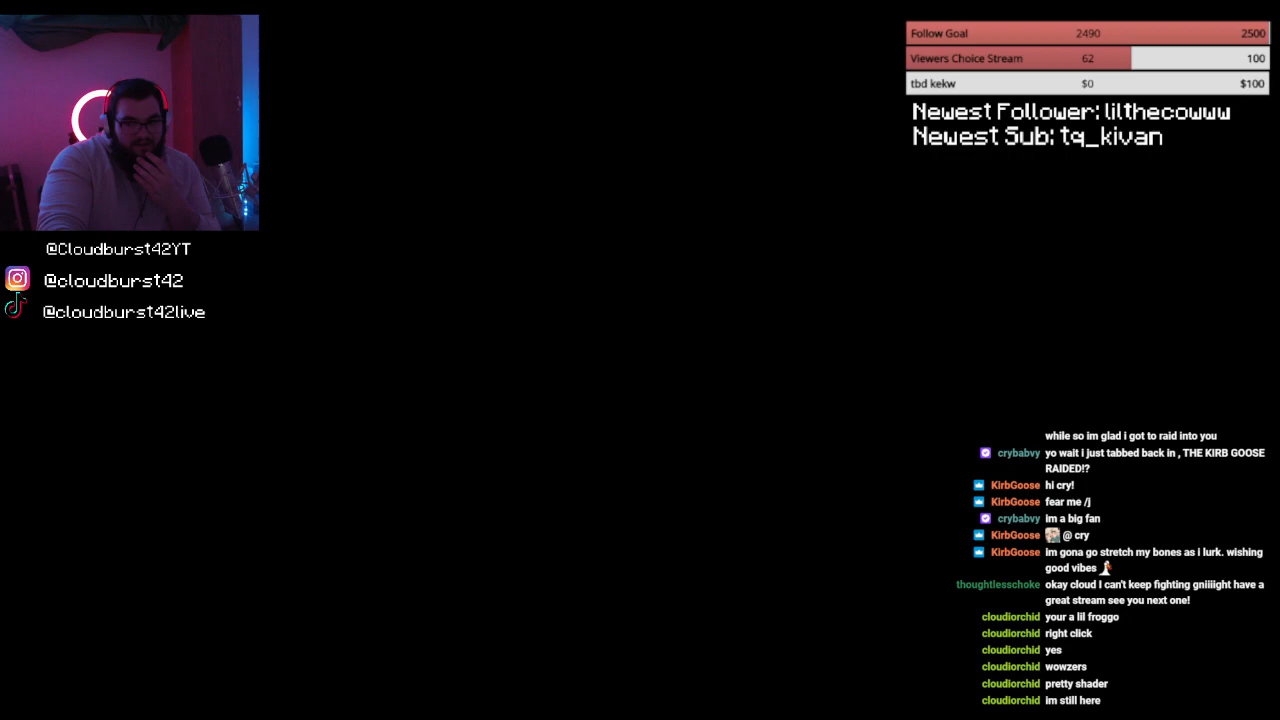 Follow Goal 2490 2500
Viewers Choice Stream 62 100
tbd kekw $0 $100
Newest Follower: lilthecowww
Newest Sub: tq_kivan
@Cloudburst42YT
@cloudburst42
@cloudburst42live
while so im glad i got to raid into you
crybabvy yo wait i just tabbed back in , THE KIRB GOOSE
RAIDED!?
KirbGoose hi cry!
KirbGoose fear me /j
crybabvy im a big fan
KirbGoose @ cry
KirbGoose im gona go stretch my bones as i lurk. wishing
good vibes
thoughtlesschoke okay cloud I can't keep fighting gniiiight have a
great stream see you next one!
cloudiorchid your a lil froggo
cloudiorchid right click
cloudiorchid yes
cloudiorchid wowzers
cloudiorchid pretty shader
cloudiorchid im still here